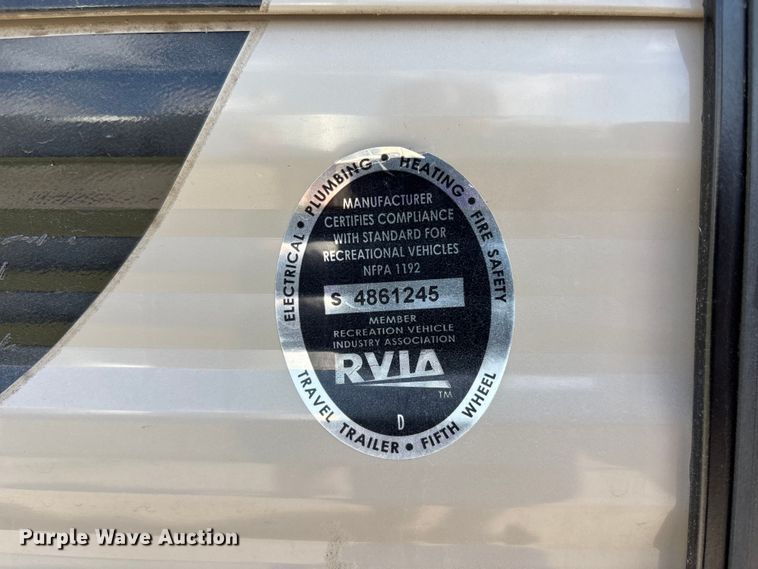 ELECTRICAL • PLUMBING • HEATING • FIRE SAFETY
MANUFACTURER
CERTIFIES COMPLIANCE
WITH STANDARD FOR
RECREATIONAL VEHICLES
NFPA 1192
S 4861245
MEMBER
RECREATION VEHICLE
INDUSTRY ASSOCIATION
RVIA
TM
D
TRAVEL TRAILER • FIFTH WHEEL
Purple Wave Auction®